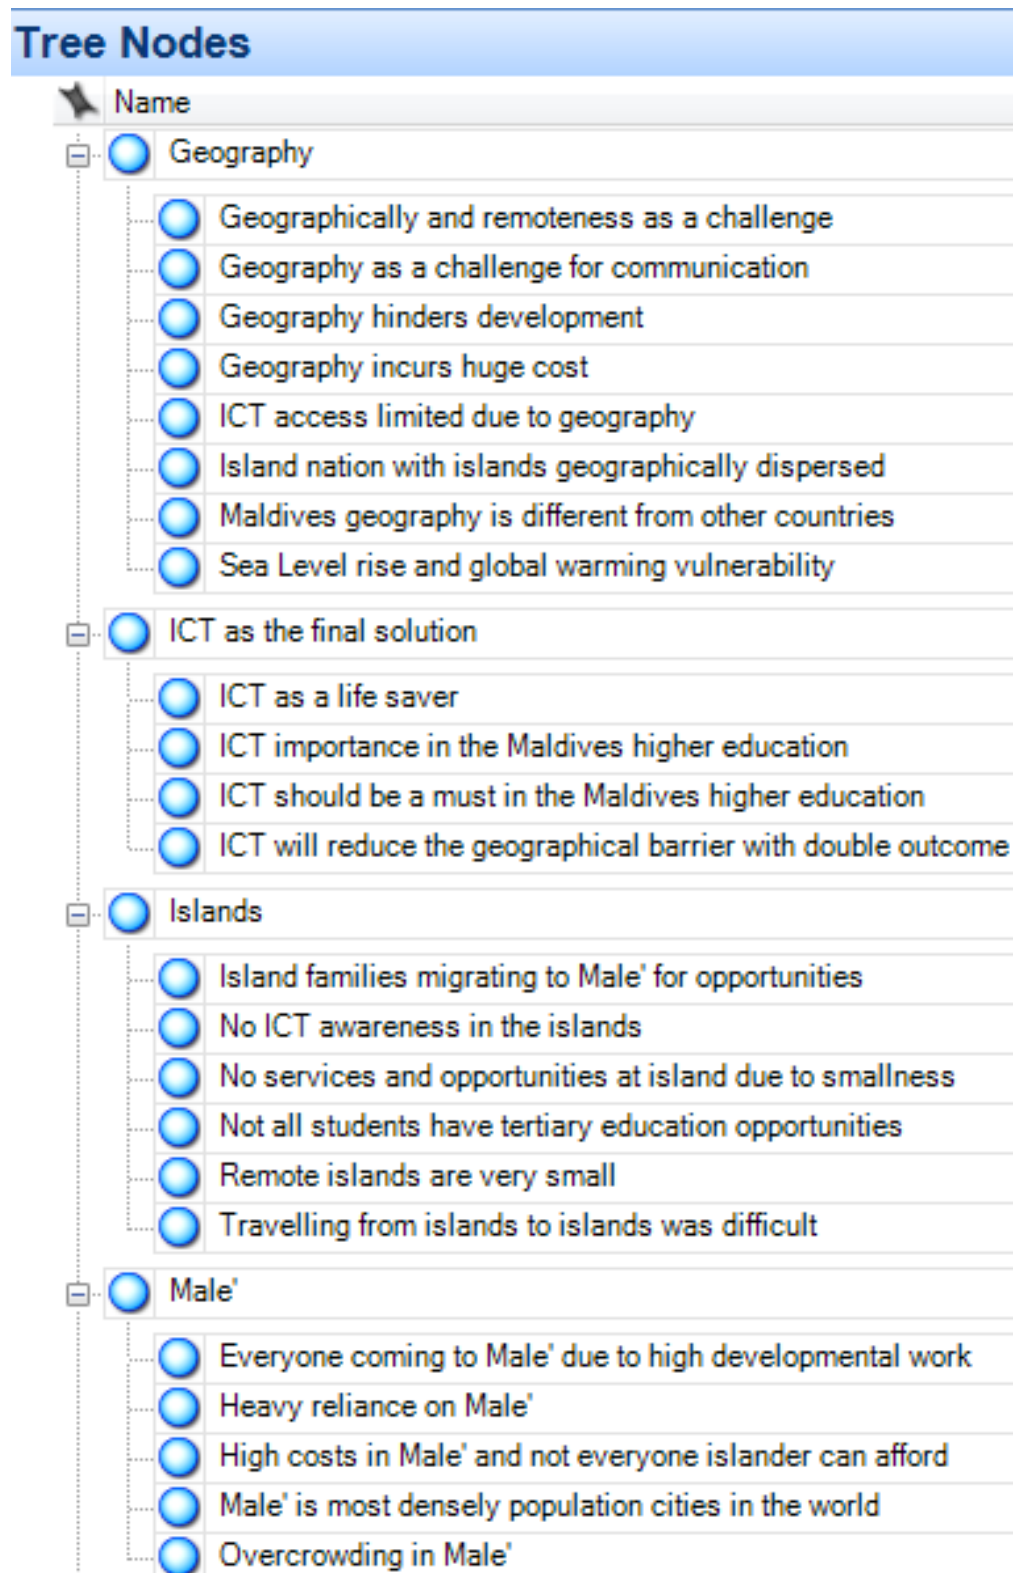 Tree Nodes
Name
Geography
Geographically and remoteness as a challenge
Geography as a challenge for communication
Geography hinders development
Geography incurs huge cost
ICT access limited due to geography
Island nation with islands geographically dispersed
Maldives geography is different from other countries
Sea Level rise and global warming vulnerability
ICT as the final solution
ICT as a life saver
ICT importance in the Maldives higher education
ICT should be a must in the Maldives higher education
ICT will reduce the geographical barrier with double outcome
Islands
Island families migrating to Male' for opportunities
No ICT awareness in the islands
No services and opportunities at island due to smallness
Not all students have tertiary education opportunities
Remote islands are very small
Travelling from islands to islands was difficult
Male'
Everyone coming to Male' due to high developmental work
Heavy reliance on Male'
High costs in Male' and not everyone islander can afford
Male' is most densely population cities in the world
Overcrowding in Male'